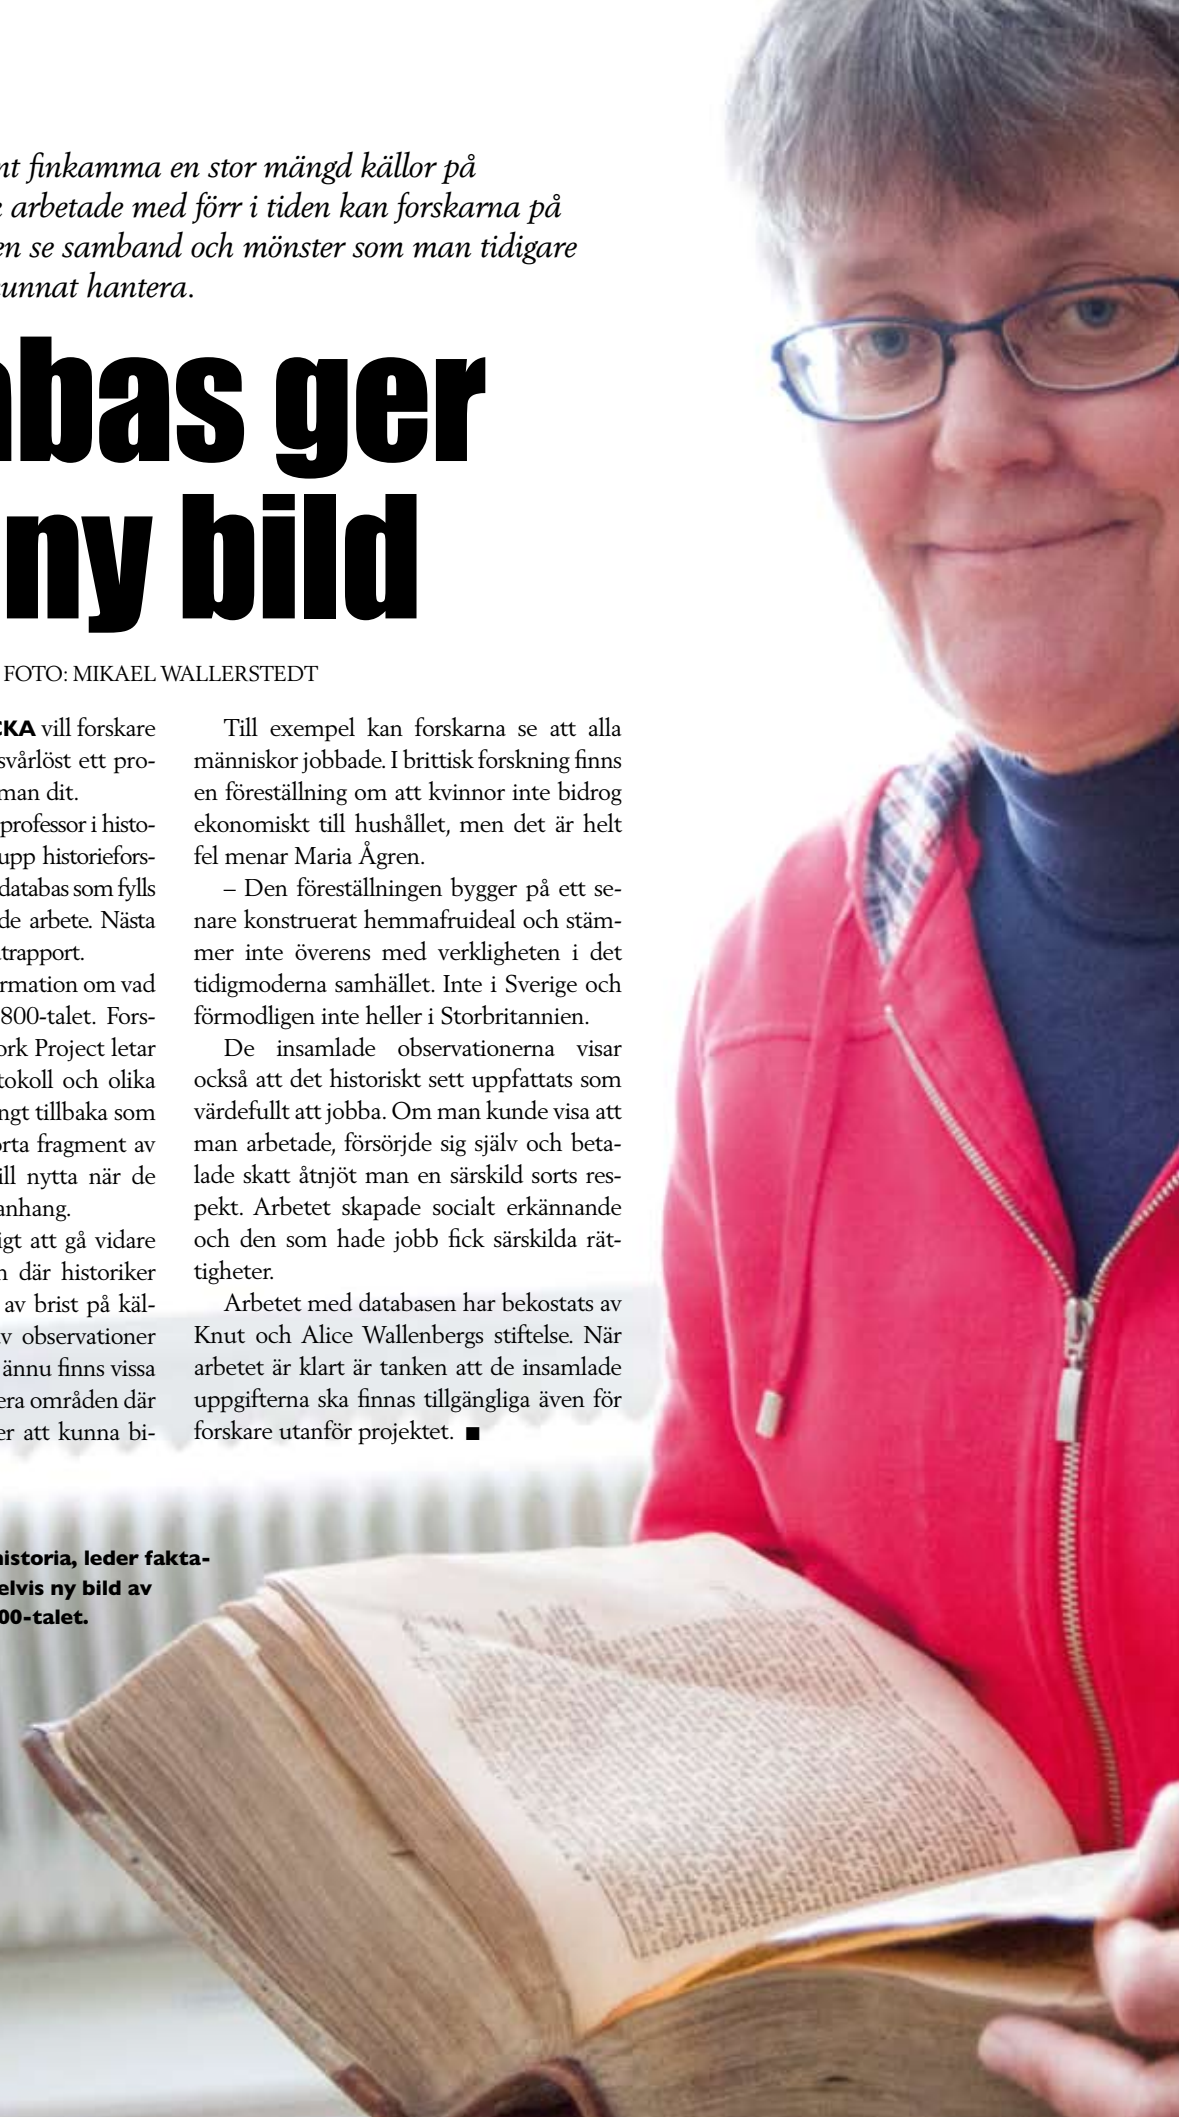 nt finkamma en stor mängd källor på
arbetade med förr i tiden kan forskarna på
en se samband och mönster som man tidigare
unnat hantera.
abas ger
ny bild
FOTO: MIKAEL WALLERSTEDT
CKA vill forskare
svårlöst ett pro-
man dit.
professor i histo-
upp historiefors-
databas som fylls
de arbete. Nästa
trapport.
rmation om vad
800-talet. Fors-
ork Project letar
tokoll och olika
ngt tillbaka som
orta fragment av
ill nytta när de
anhang.
igt att gå vidare
n där historiker
av brist på käl-
av observationer
ännu finns vissa
era områden där
er att kunna bi-
Till exempel kan forskarna se att alla
människor jobbade. I brittisk forskning finns
en föreställning om att kvinnor inte bidrog
ekonomiskt till hushållet, men det är helt
fel menar Maria Ågren.
– Den föreställningen bygger på ett se-
nare konstruerat hemmafruideal och stäm-
mer inte överens med verkligheten i det
tidigmoderna samhället. Inte i Sverige och
förmodligen inte heller i Storbritannien.
De insamlade observationerna visar
också att det historiskt sett uppfattats som
värdefullt att jobba. Om man kunde visa att
man arbetade, försörjde sig själv och beta-
lade skatt åtnjöt man en särskild sorts res-
pekt. Arbetet skapade socialt erkännande
och den som hade jobb fick särskilda rät-
tigheter.
Arbetet med databasen har bekostats av
Knut och Alice Wallenbergs stiftelse. När
arbetet är klart är tanken att de insamlade
uppgifterna ska finnas tillgängliga även för
forskare utanför projektet. ■
historia, leder fakta-
elvis ny bild av
00-talet.